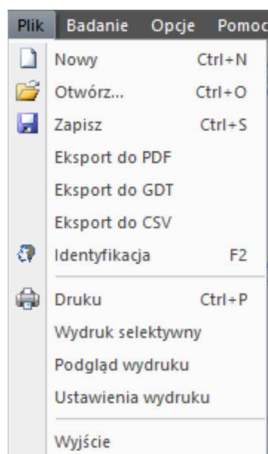 Plik Badanie Opcje Pomoc
Nowy Ctrl+N
Otwórz... Ctrl+O
Zapisz Ctrl+S
Eksport do PDF
Eksport do GDT
Eksport do CSV
Identyfikacja F2
Druku Ctrl+P
Wydruk selektywny
Podgląd wydruku
Ustawienia wydruku
Wyjście